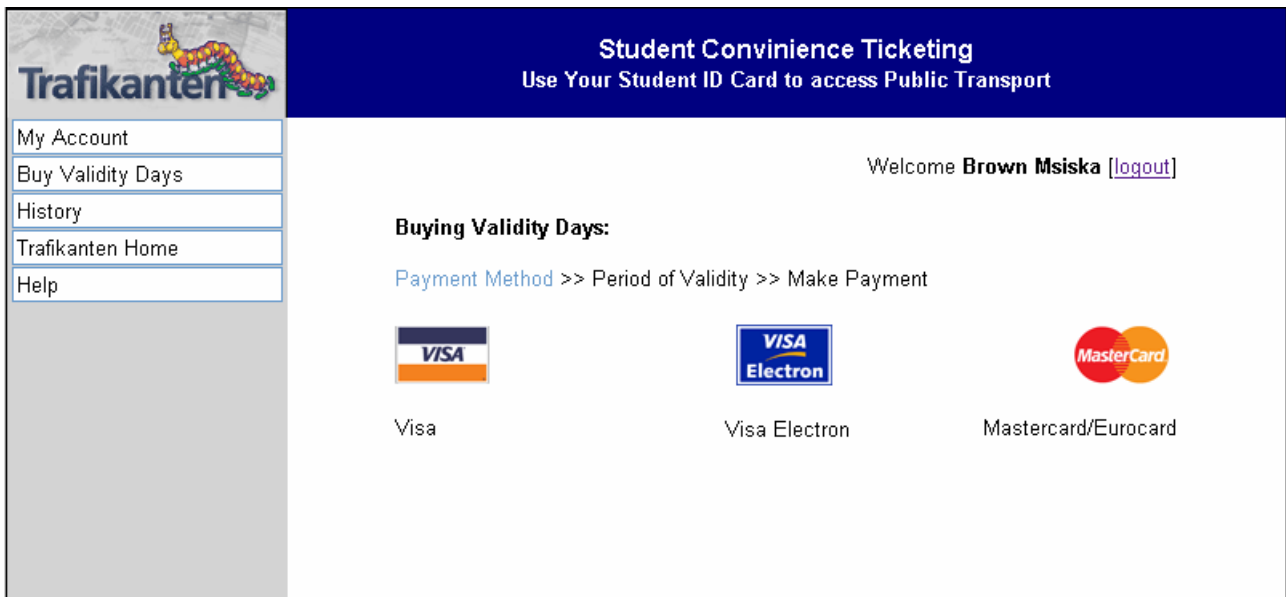 Trafikanten
Student Convinience Ticketing
Use Your Student ID Card to access Public Transport
My Account
Buy Validity Days
History
Trafikanten Home
Help
Welcome Brown Msiska [logout]
Buying Validity Days:
Payment Method >> Period of Validity >> Make Payment
VISA
VISA
Electron
MasterCard
Visa
Visa Electron
Mastercard/Eurocard